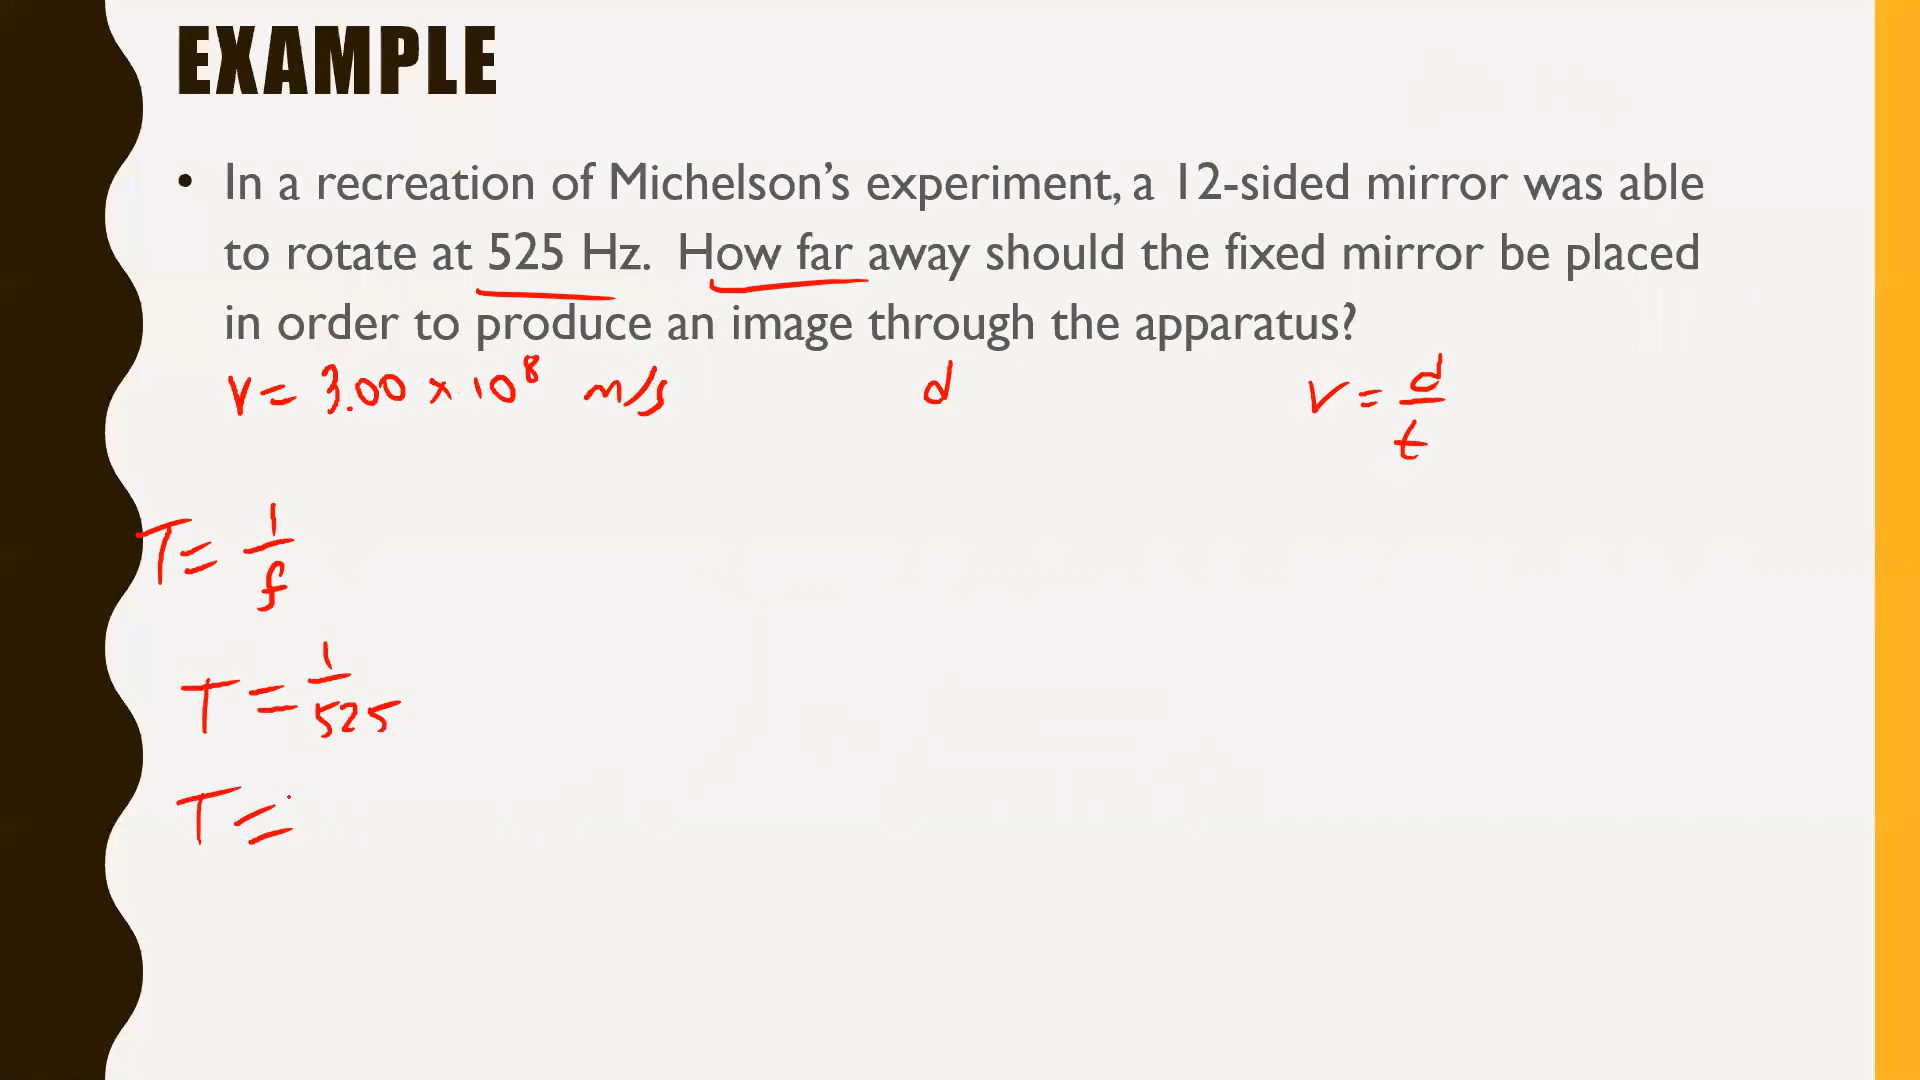 EXAMPLE
• In a recreation of Michelson's experiment, a 12-sided mirror was able
to rotate at 525 Hz. How far away should the fixed mirror be placed
in order to produce an image through the apparatus?
v = 3.00 × 10⁸ m/s d v = d/t
T = 1/f
T = 1/525
T =